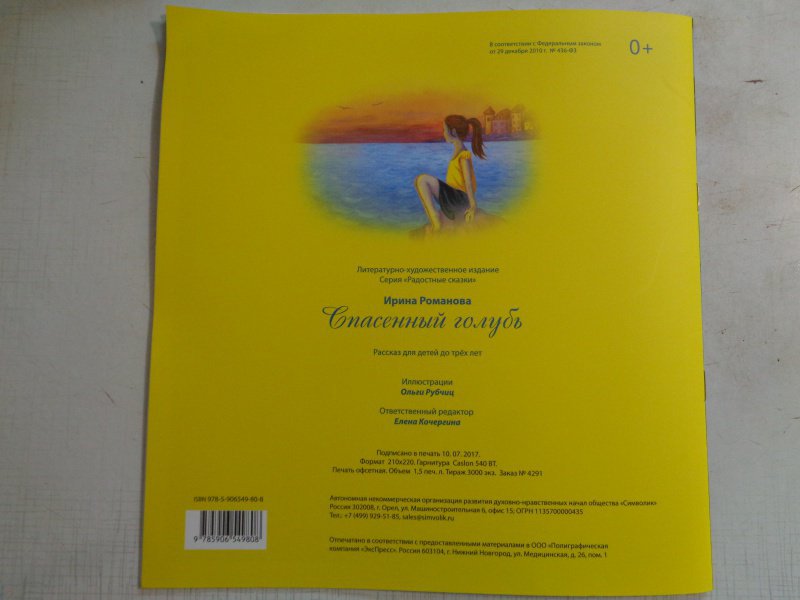 В соответствии с Федеральным законом
от 29 декабря 2010 г. № 436-ФЗ
0+
Литературно-художественное издание
Серия «Радостные сказки»
Ирина Романова
Спасенный голубь
Рассказ для детей до трёх лет
Иллюстрации
Ольги Рубчиц
Ответственный редактор
Елена Кочергина
Подписано в печать 10. 07. 2017.
Формат 210х220. Гарнитура Caslon 540 BT.
Печать офсетная. Объем 1,5 печ. л. Тираж 3000 экз. Заказ № 4291
ISBN 978-5-906549-80-8
9 785906 549808
Автономная некоммерческая организация развития духовно-нравственных начал общества «Символик»
Россия 302008, г. Орел, ул. Машиностроительная 6, офис 15; ОГРН 1135700000435
Тел.: +7 (499) 929-51-85, sales@simvolik.ru
Отпечатано в соответствии с предоставленными материалами в ООО «Полиграфическая
компания «ЭксПресс». Россия 603104, г. Нижний Новгород, ул. Медицинская, д. 26, пом. 1